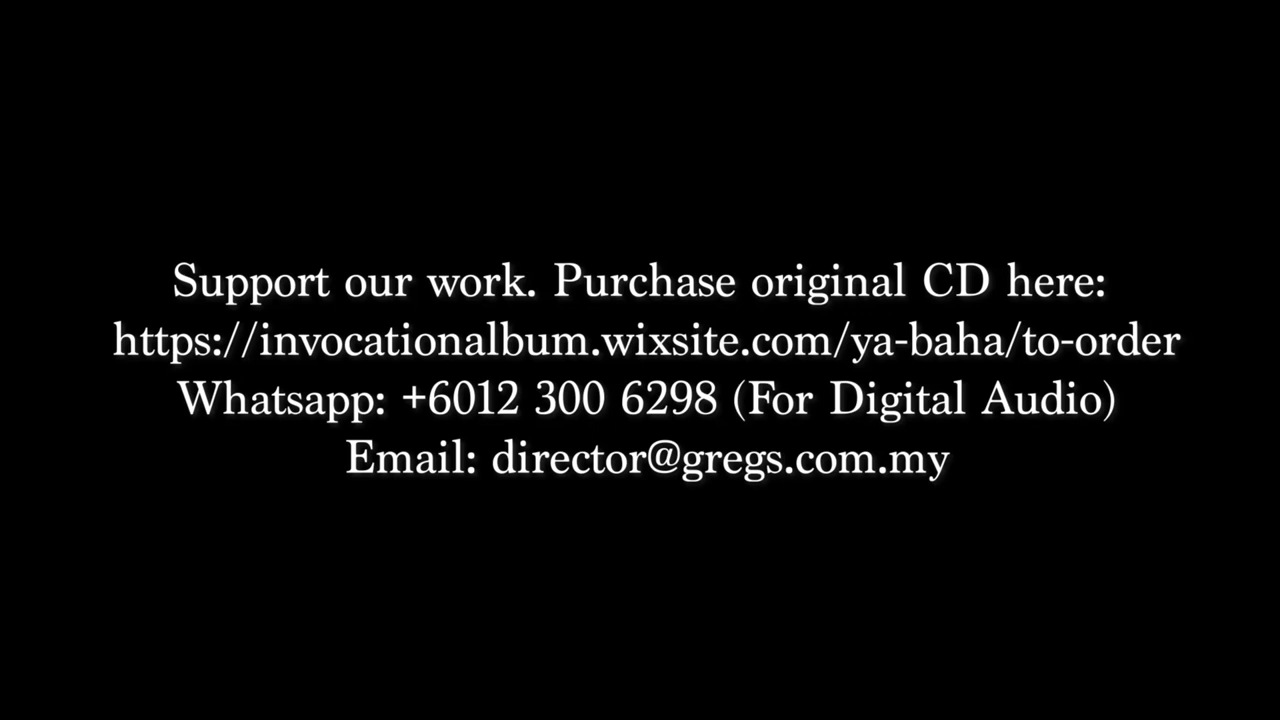 Support our work. Purchase original CD here:
https://invocationalbum.wixsite.com/ya-baha/to-order
Whatsapp: +6012 300 6298 (For Digital Audio)
Email: director@gregs.com.my